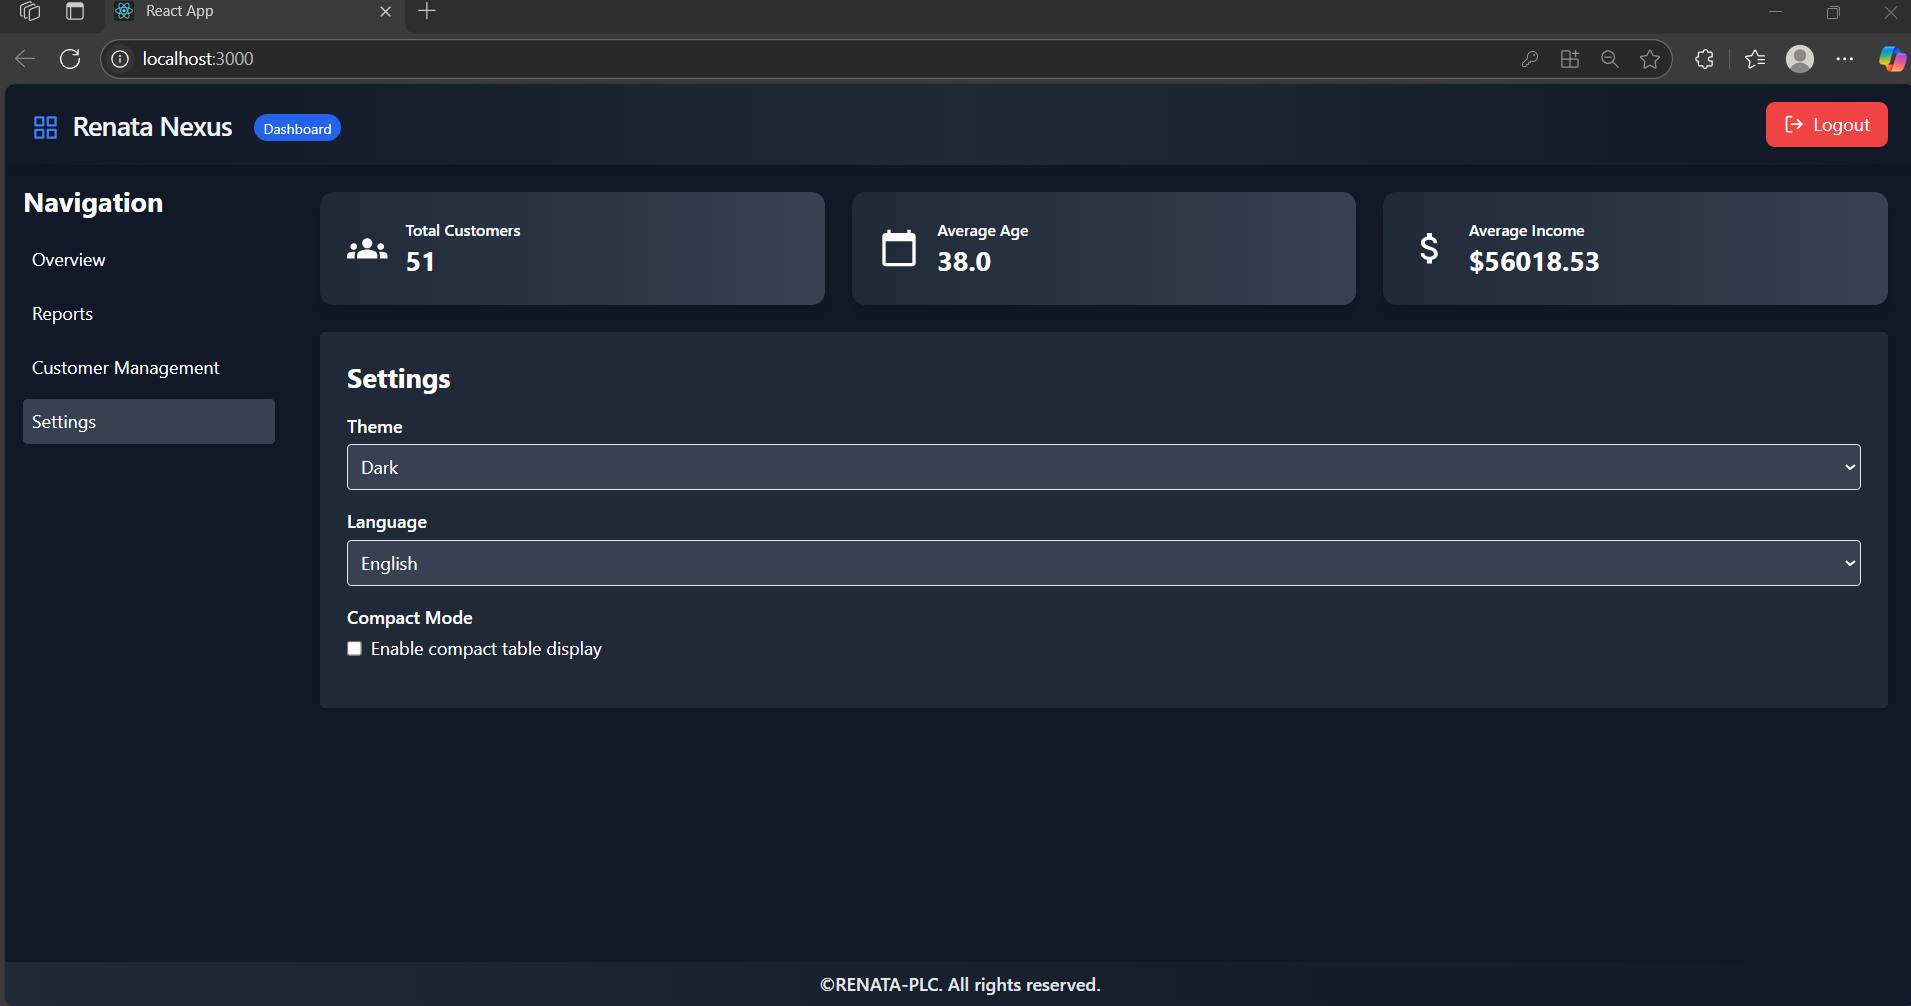 React App
localhost:3000
Renata Nexus
Dashboard
Logout
Navigation
Overview
Reports
Customer Management
Settings
Total Customers
51
Average Age
38.0
Average Income
$56018.53
Settings
Theme
Dark
Language
English
Compact Mode
Enable compact table display
©RENATA-PLC. All rights reserved.